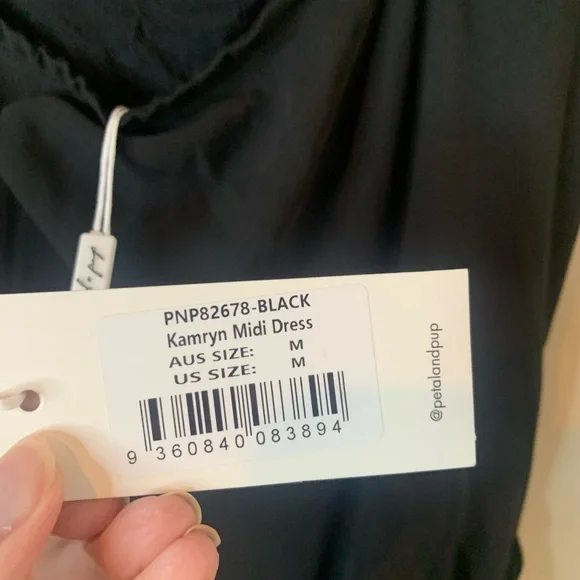 PNP82678-BLACK
Kamryn Midi Dress
AUS SIZE: M
US SIZE: M
9 360840 083894
@petalandpup